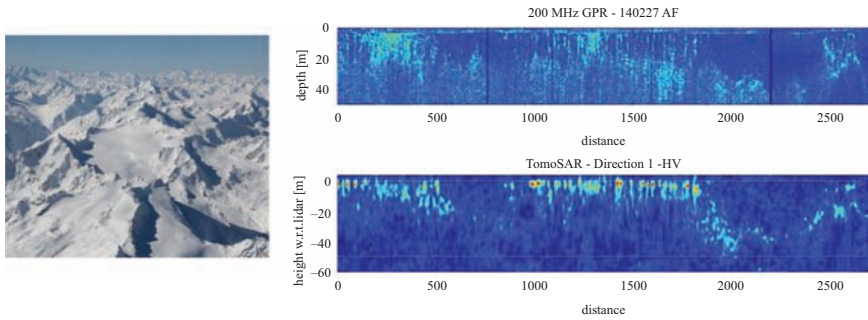 200 MHz GPR - 140227 AF
depth [m]
0
20
40
0 500 1000 1500 2000 2500
distance
TomoSAR - Direction 1 -HV
height w.r.t.lidar [m]
0
–20
–40
–60
0 500 1000 1500 2000 2500
distance